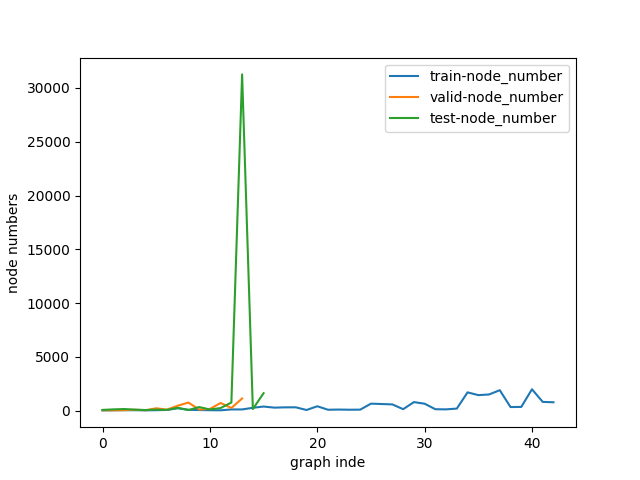 30000
25000
20000
15000
10000
5000
0
node numbers
train-node_number
valid-node_number
test-node_number
0 10 20 30 40
graph inde